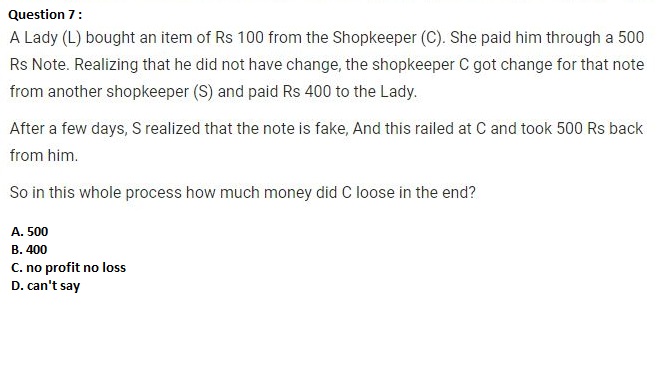 Question 7 :
A Lady (L) bought an item of Rs 100 from the Shopkeeper (C). She paid him through a 500
Rs Note. Realizing that he did not have change, the shopkeeper C got change for that note
from another shopkeeper (S) and paid Rs 400 to the Lady.
After a few days, S realized that the note is fake, And this railed at C and took 500 Rs back
from him.
So in this whole process how much money did C loose in the end?
A. 500
B. 400
C. no profit no loss
D. can't say